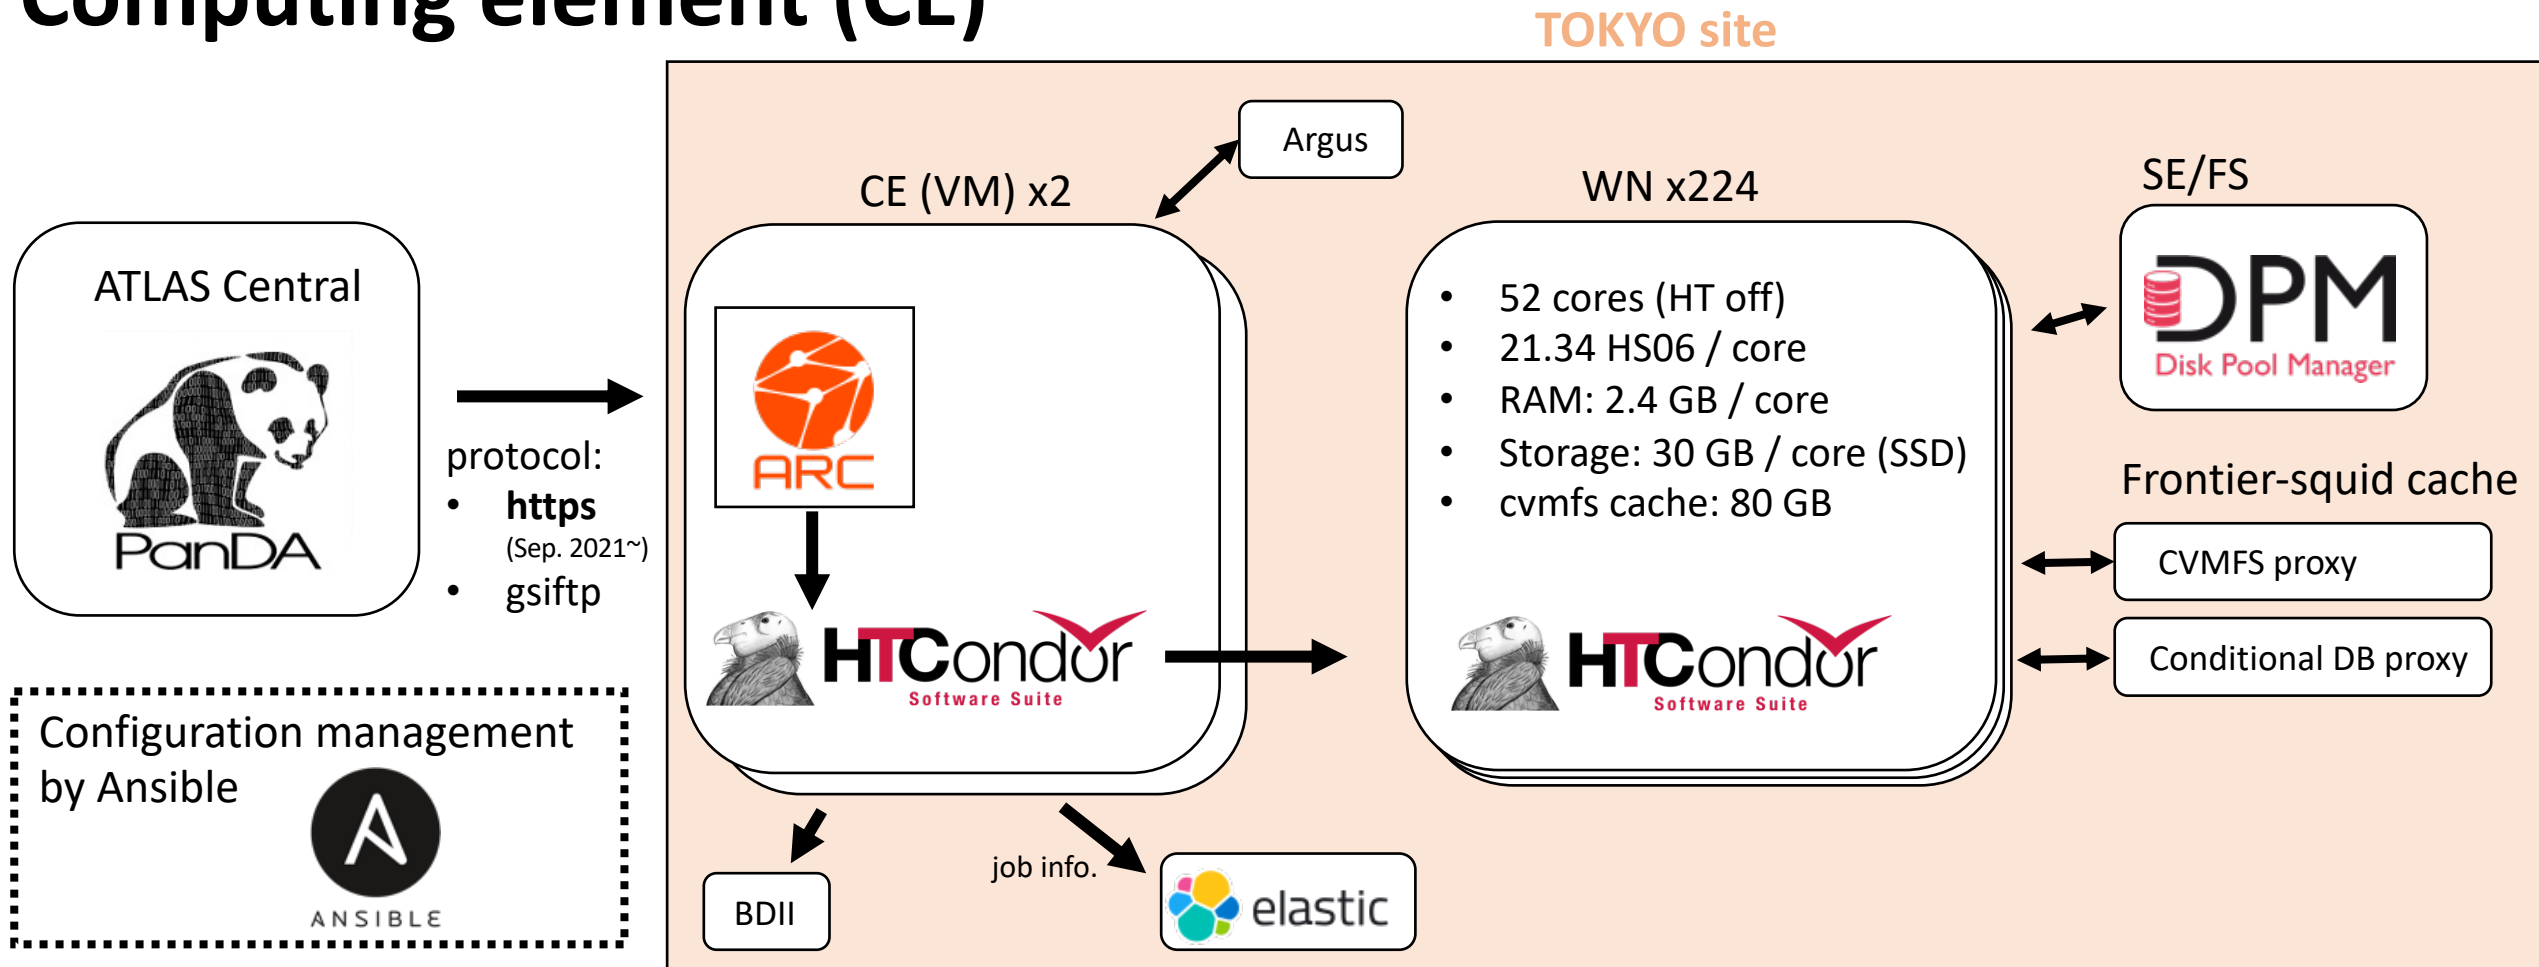 Computing element (CE)
TOKYO site
ATLAS Central
PanDA
protocol:
• https
(Sep. 2021~)
• gsiftp
Configuration management
by Ansible
ANSIBLE
CE (VM) x2
Argus
ARC
HTCondor
Software Suite
BDII
job info.
elastic
WN x224
• 52 cores (HT off)
• 21.34 HS06 / core
• RAM: 2.4 GB / core
• Storage: 30 GB / core (SSD)
• cvmfs cache: 80 GB
HTCondor
Software Suite
SE/FS
DPM
Disk Pool Manager
Frontier-squid cache
CVMFS proxy
Conditional DB proxy